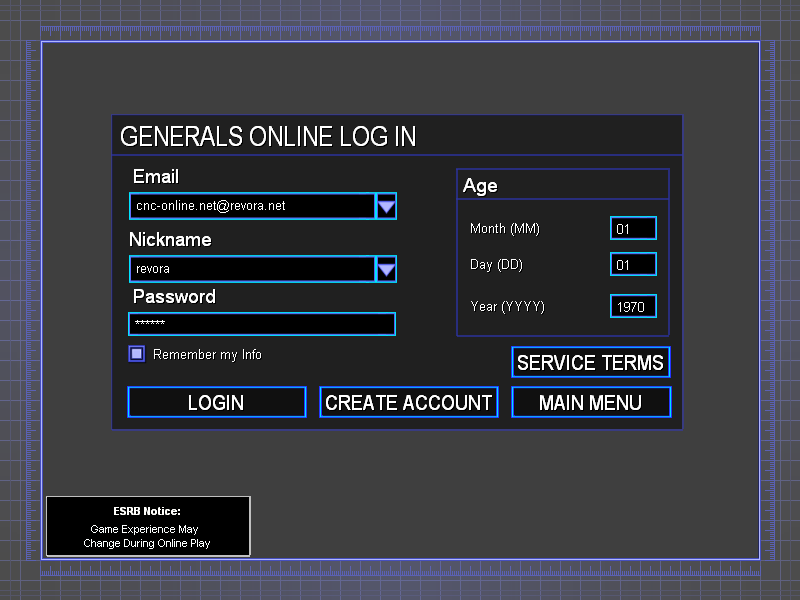 GENERALS ONLINE LOG IN
Email
cnc-online.net@revora.net
Nickname
revora
Password
******
Remember my Info
Age
Month (MM) 01
Day (DD) 01
Year (YYYY) 1970
SERVICE TERMS
LOGIN
CREATE ACCOUNT
MAIN MENU
ESRB Notice:
Game Experience May
Change During Online Play